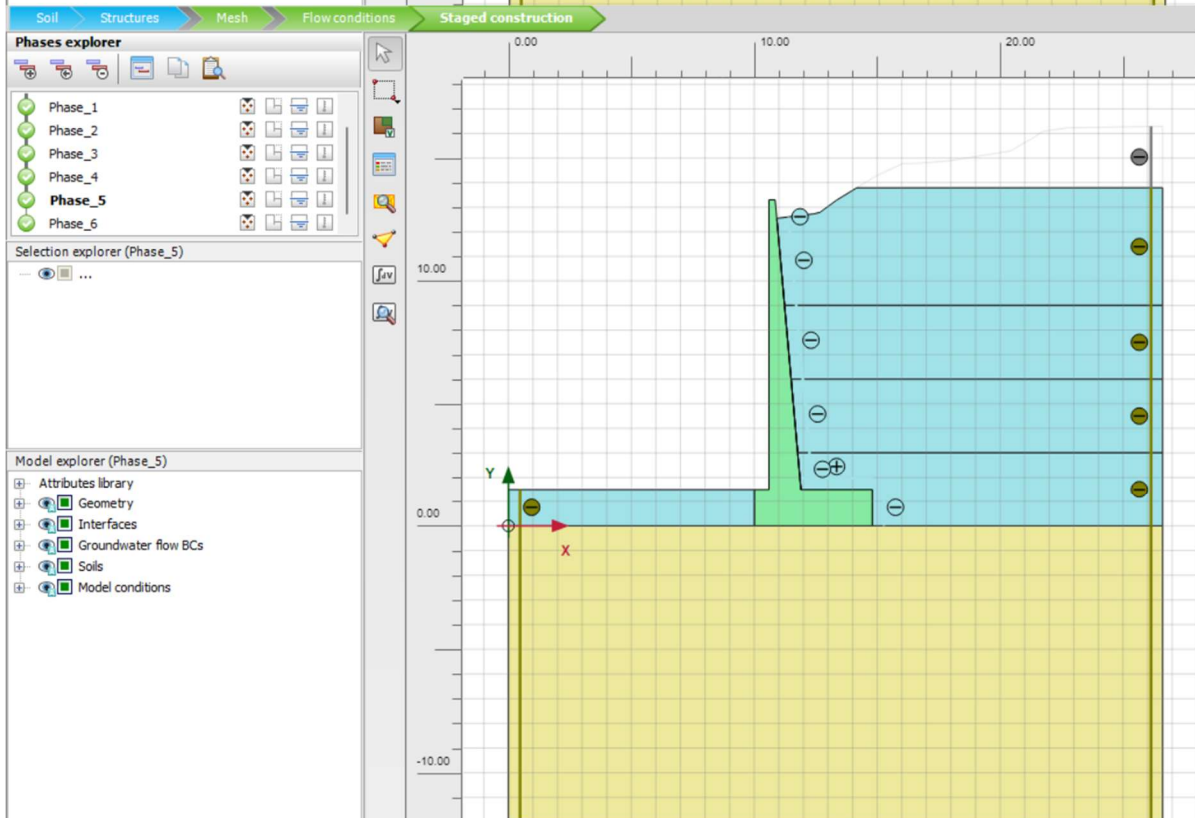 Soil Structures Mesh Flow conditions Staged construction
Phases explorer
Phase_1
Phase_2
Phase_3
Phase_4
Phase_5
Phase_6
Selection explorer (Phase_5)
...
Model explorer (Phase_5)
Attributes library
Geometry
Interfaces
Groundwater flow BCs
Soils
Model conditions
∫dV
0.00 10.00 20.00
10.00
0.00
-10.00
Y
X